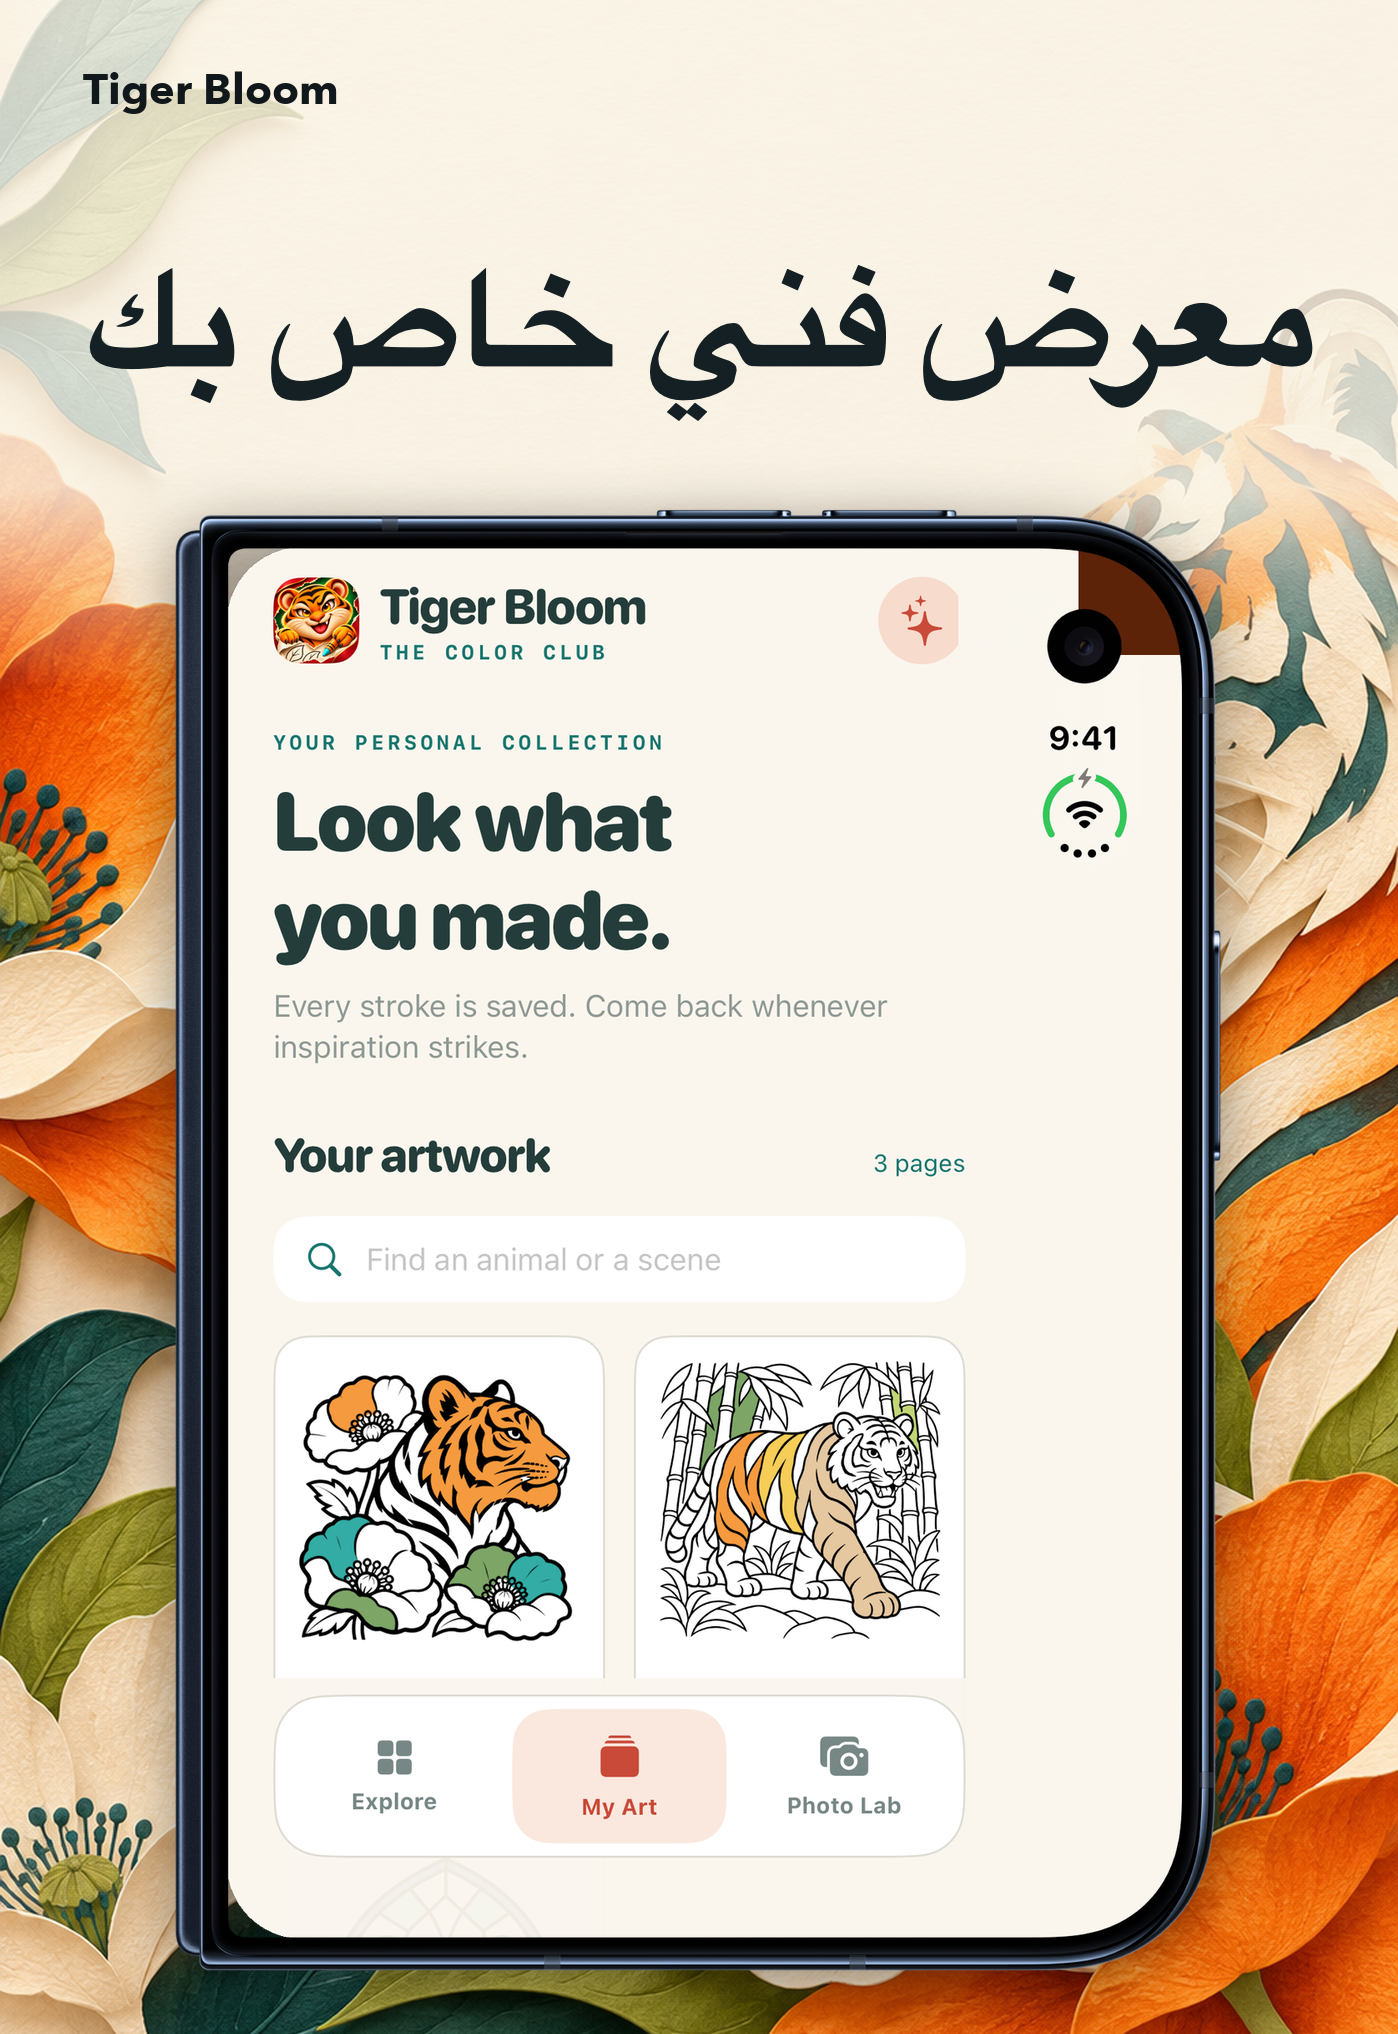 Tiger Bloom
معرض فني خاص بك
Tiger Bloom
THE COLOR CLUB
9:41
YOUR PERSONAL COLLECTION
Look what
you made.
Every stroke is saved. Come back whenever
inspiration strikes.
Your artwork
3 pages
Find an animal or a scene
Explore
My Art
Photo Lab